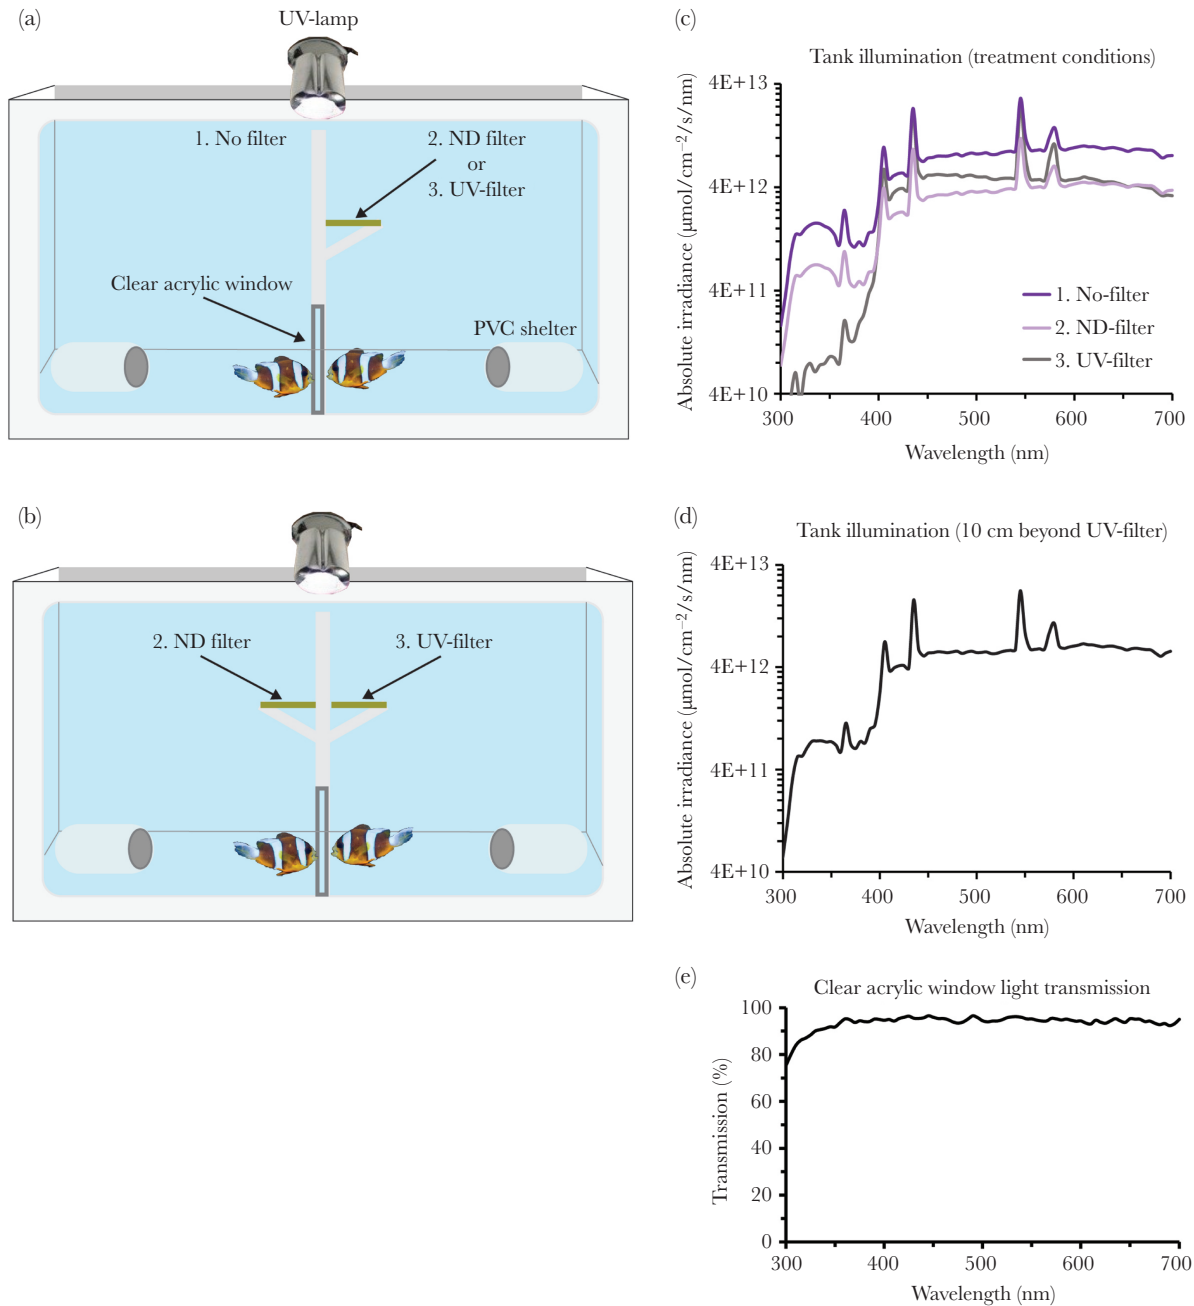 (a)
UV-lamp
1. No filter
2. ND filter
or
3. UV-filter
Clear acrylic window
PVC shelter
(b)
2. ND filter
3. UV-filter
(c)
Tank illumination (treatment conditions)
Absolute irradiance (μmol/cm⁻²/s/nm)
4E+13
4E+12
4E+11
4E+10
1. No-filter
2. ND-filter
3. UV-filter
300 400 500 600 700
Wavelength (nm)
(d)
Tank illumination (10 cm beyond UV-filter)
Absolute irradiance (μmol/cm⁻²/s/nm)
4E+13
4E+12
4E+11
4E+10
300 400 500 600 700
Wavelength (nm)
(e)
Clear acrylic window light transmission
Transmission (%)
100
80
60
40
20
0
300 400 500 600 700
Wavelength (nm)